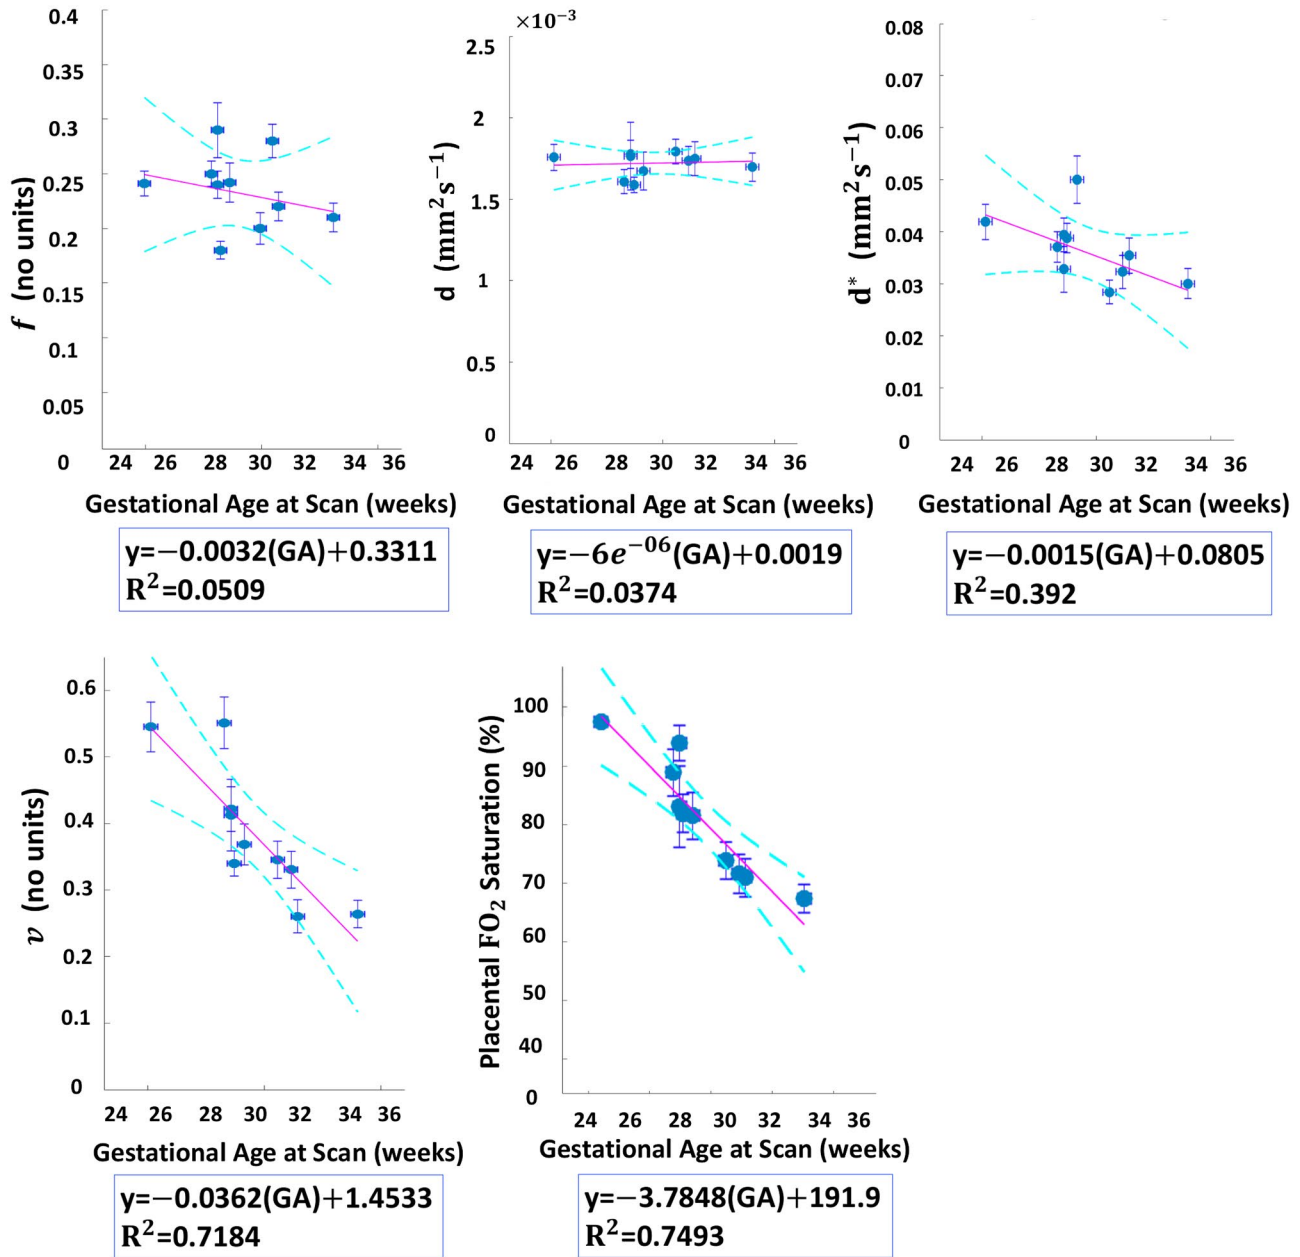 0.4
0.35
0.3
0.25
0.2
0.15
0.1
0.05
0
f (no units)
24 26 28 30 34 36
Gestational Age at Scan (weeks)
y=−0.0032(GA)+0.3311
R²=0.0509
×10⁻³
2.5
2
1.5
1
0.5
0
d (mm²s⁻¹)
24 26 28 30 32 34 36
Gestational Age at Scan (weeks)
y=−6e⁻⁰⁶(GA)+0.0019
R²=0.0374
0.08
0.07
0.06
0.05
0.04
0.03
0.02
0.01
0
d* (mm²s⁻¹)
24 26 28 30 32 34 36
Gestational Age at Scan (weeks)
y=−0.0015(GA)+0.0805
R²=0.392
0.6
0.5
0.4
0.3
0.2
0.1
0
v (no units)
24 26 28 30 32 34 36
Gestational Age at Scan (weeks)
y=−0.0362(GA)+1.4533
R²=0.7184
100
90
80
70
60
50
40
0
Placental FO₂ Saturation (%)
24 26 28 30 32 34 36
Gestational Age at Scan (weeks)
y=−3.7848(GA)+191.9
R²=0.7493